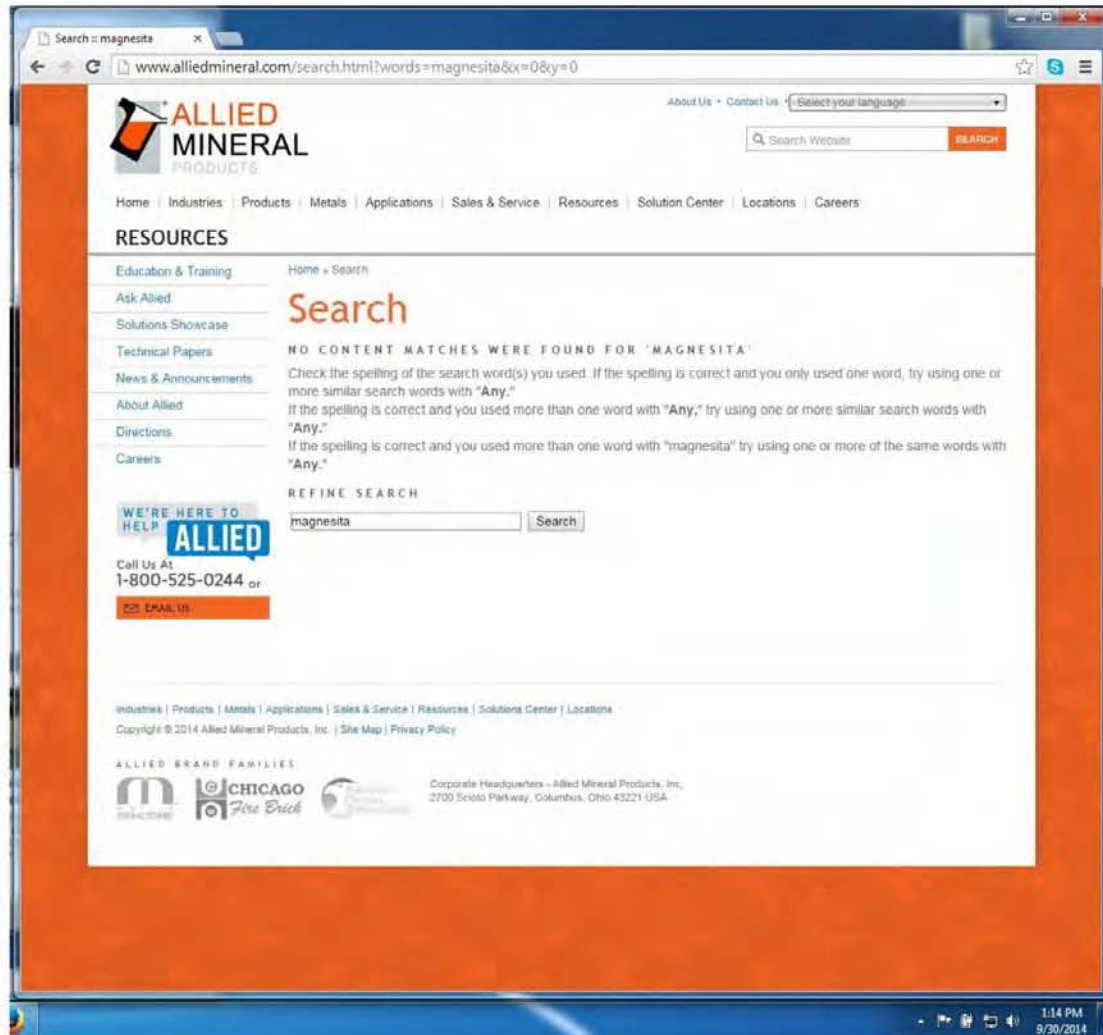 Search :: magnesita
www.alliedmineral.com/search.html?words=magnesita&x=0&y=0
ALLIED
MINERAL
PRODUCTS
About Us • Contact Us • Select your language
Search Website SEARCH
Home | Industries | Products | Metals | Applications | Sales & Service | Resources | Solution Center | Locations | Careers
RESOURCES
Education & Training
Ask Allied
Solutions Showcase
Technical Papers
News & Announcements
About Allied
Directions
Careers
WE'RE HERE TO
HELP
ALLIED
Call Us At
1-800-525-0244 or
EMAIL US
Home » Search
Search
NO CONTENT MATCHES WERE FOUND FOR 'MAGNESITA'
Check the spelling of the search word(s) you used. If the spelling is correct and you only used one word, try using one or
more similar search words with "Any."
If the spelling is correct and you used more than one word with "Any," try using one or more similar search words with
"Any."
If the spelling is correct and you used more than one word with "magnesita" try using one or more of the same words with
"Any."
REFINE SEARCH
magnesita Search
Industries | Products | Metals | Applications | Sales & Service | Resources | Solutions Center | Locations
Copyright © 2014 Allied Mineral Products, Inc. | Site Map | Privacy Policy
ALLIED BRAND FAMILIES
CHICAGO
Fire Brick
Corporate Headquarters - Allied Mineral Products, Inc,
2700 Scioto Parkway, Columbus, Ohio 43221 USA
1:14 PM
9/30/2014